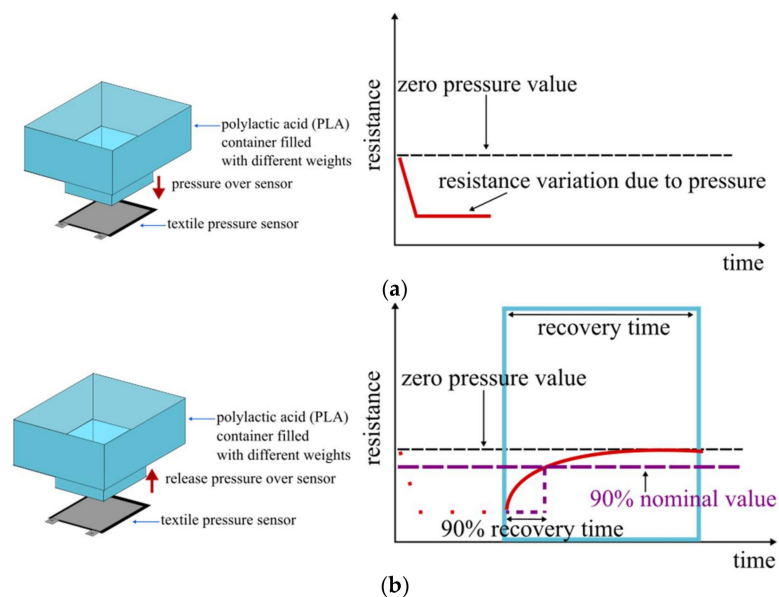 resistance
zero pressure value
polylactic acid (PLA)
container filled
with different weights
pressure over sensor
resistance variation due to pressure
textile pressure sensor
time
(a)
recovery time
resistance
zero pressure value
polylactic acid (PLA)
container filled
with different weights
release pressure over sensor
90% nominal value
textile pressure sensor
90% recovery time
time
(b)